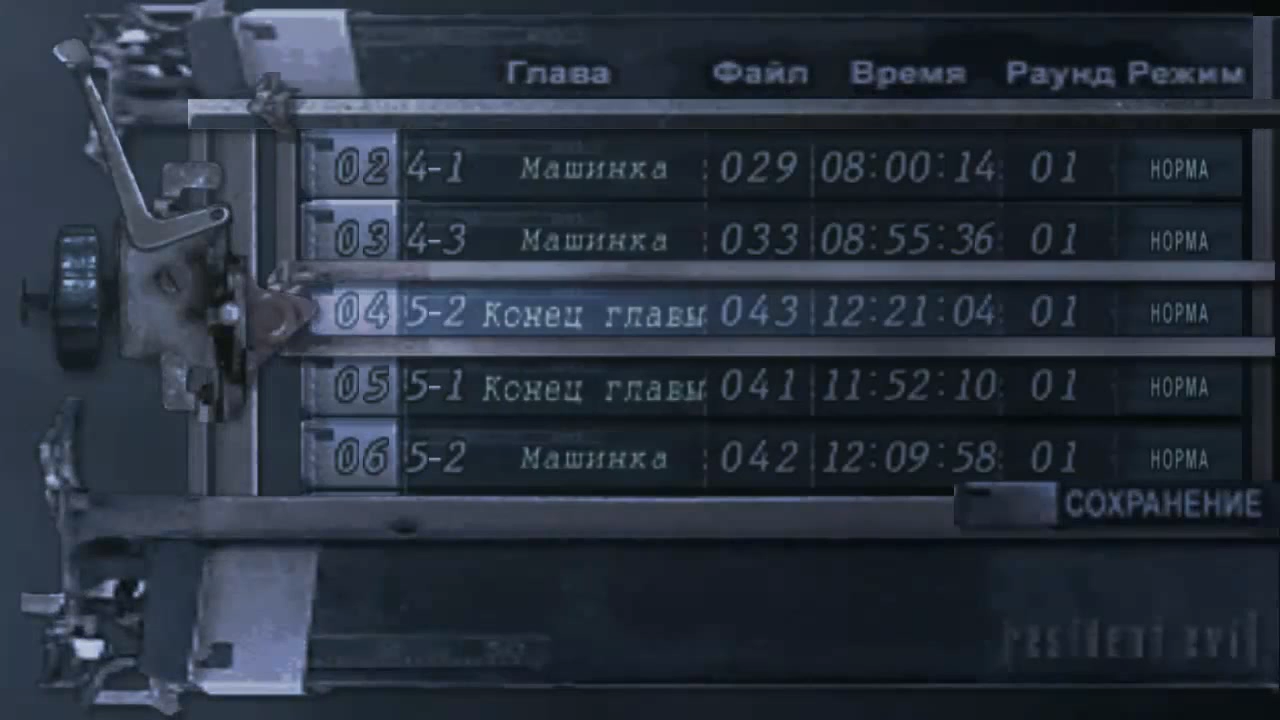 Глава Файл Время Раунд Режим
02 4-1 Машинка 029 08:00:14 01 НОРМА
03 4-3 Машинка 033 08:55:36 01 НОРМА
04 5-2 Конец главы 043 12:21:04 01 НОРМА
05 5-1 Конец главы 041 11:52:10 01 НОРМА
06 5-2 Машинка 042 12:09:58 01 НОРМА
СОХРАНЕНИЕ
resident evil